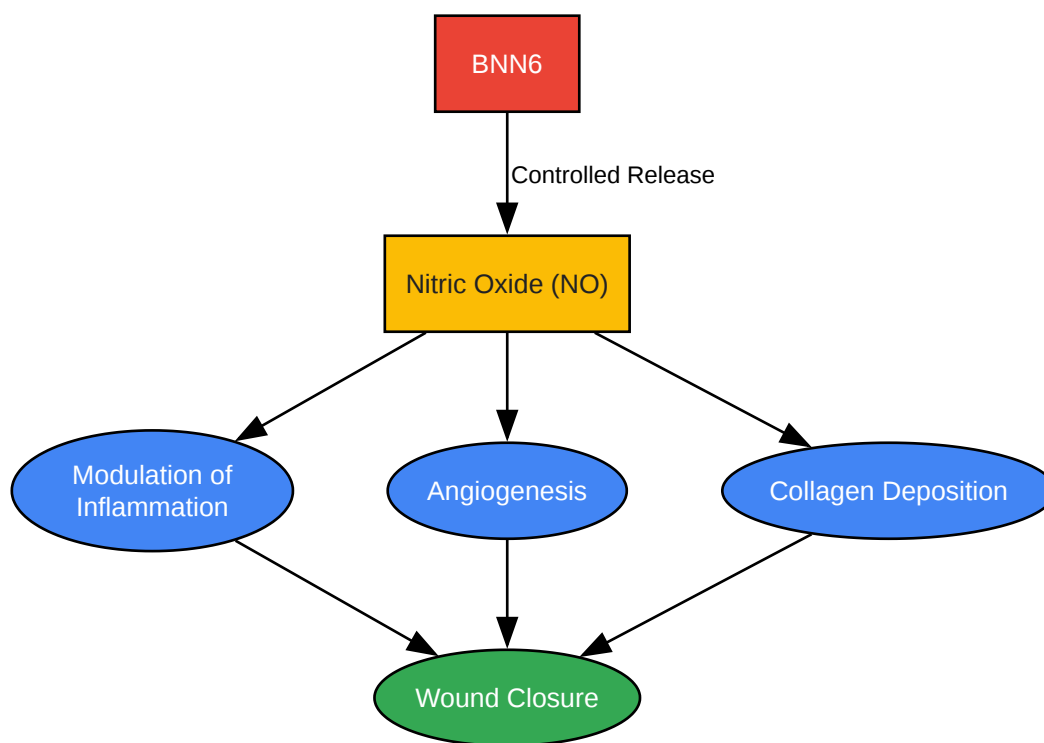 BNN6
Controlled Release
Nitric Oxide (NO)
Modulation of
Inflammation
Angiogenesis
Collagen Deposition
Wound Closure